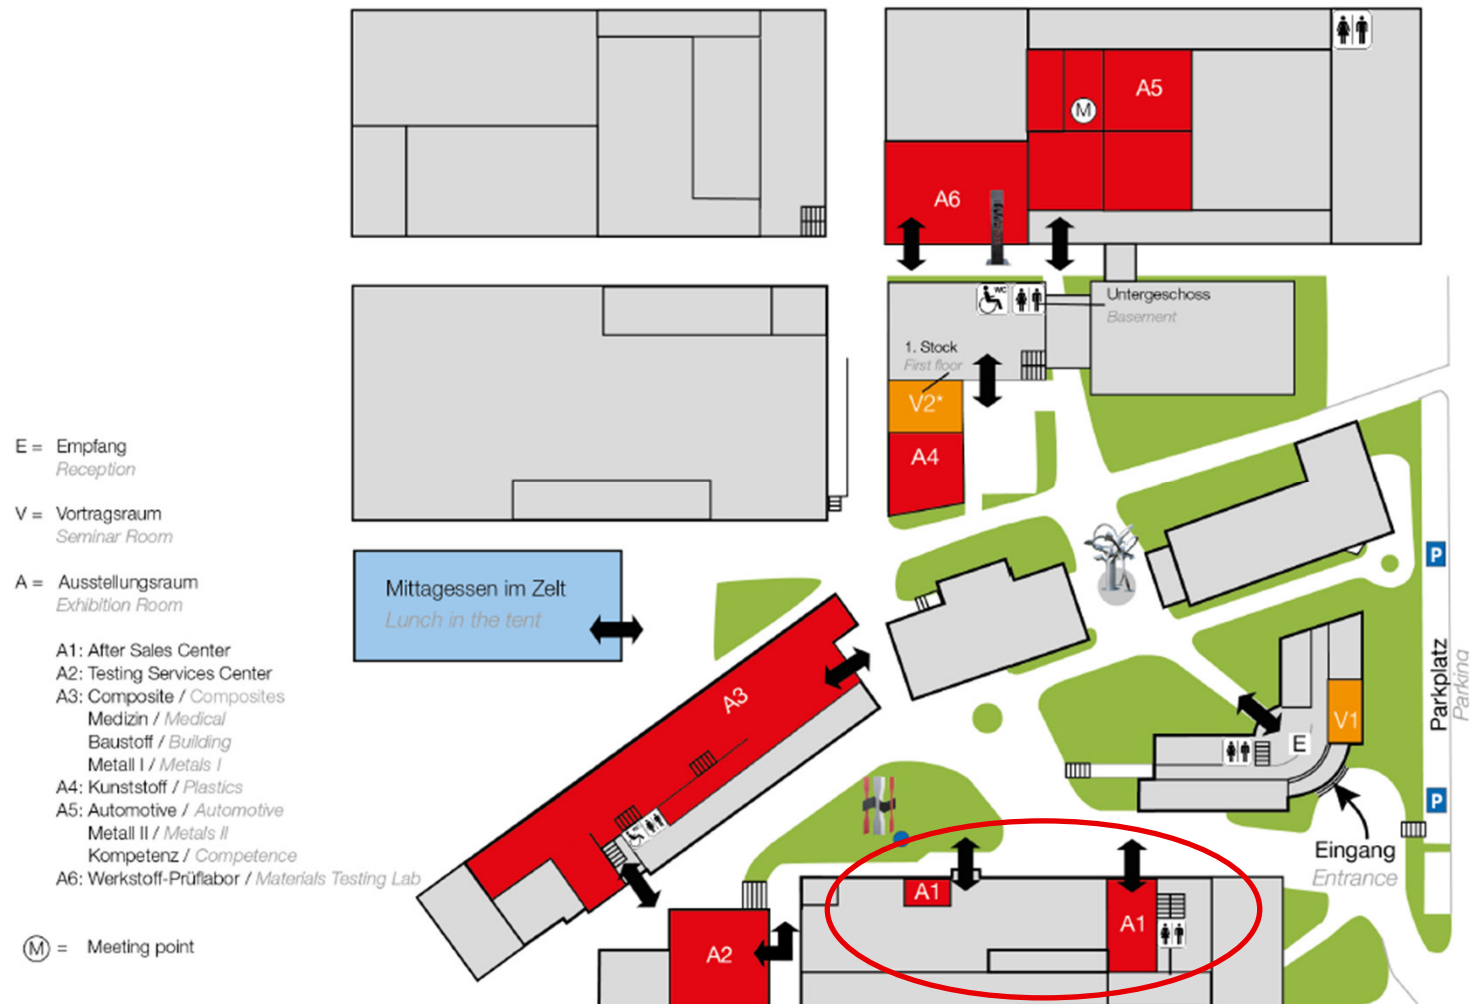 A5
M
A6
WC
Untergeschoss
Basement
1. Stock
First floor
V2*
A4
E = Empfang
Reception
V = Vortragsraum
Seminar Room
A = Ausstellungsraum
Exhibition Room
A1: After Sales Center
A2: Testing Services Center
A3: Composite / Composites
Medizin / Medical
Baustoff / Building
Metall I / Metals I
A4: Kunststoff / Plastics
A5: Automotive / Automotive
Metall II / Metals II
Kompetenz / Competence
A6: Werkstoff-Prüflabor / Materials Testing Lab
M = Meeting point
Mittagessen im Zelt
Lunch in the tent
A3
P
Parkplatz
Parking
V1
E
P
Eingang
Entrance
A1
A1
A2